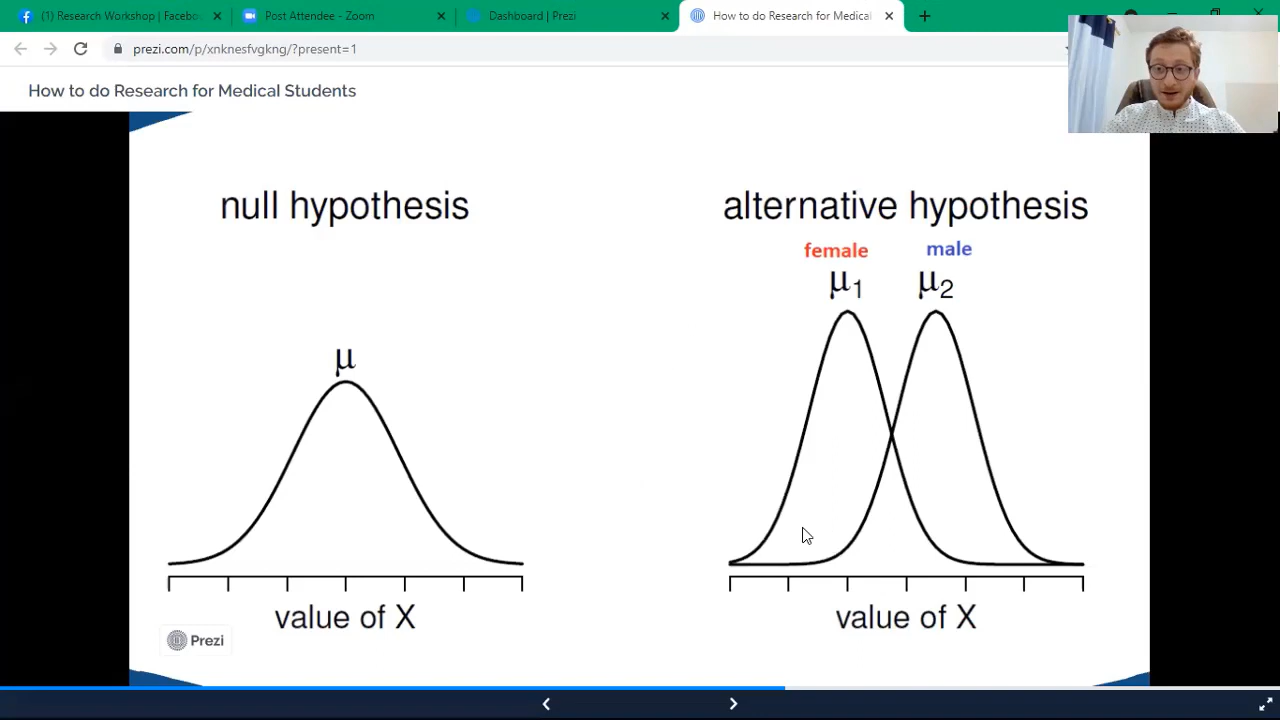 (1) Research Workshop | Facebo
Post Attendee - Zoom
Dashboard | Prezi
How to do Research for Medical
prezi.com/p/xnknesfvgkng/?present=1
How to do Research for Medical Students
null hypothesis
alternative hypothesis
female
male
μ
μ1
μ2
value of X
value of X
Prezi